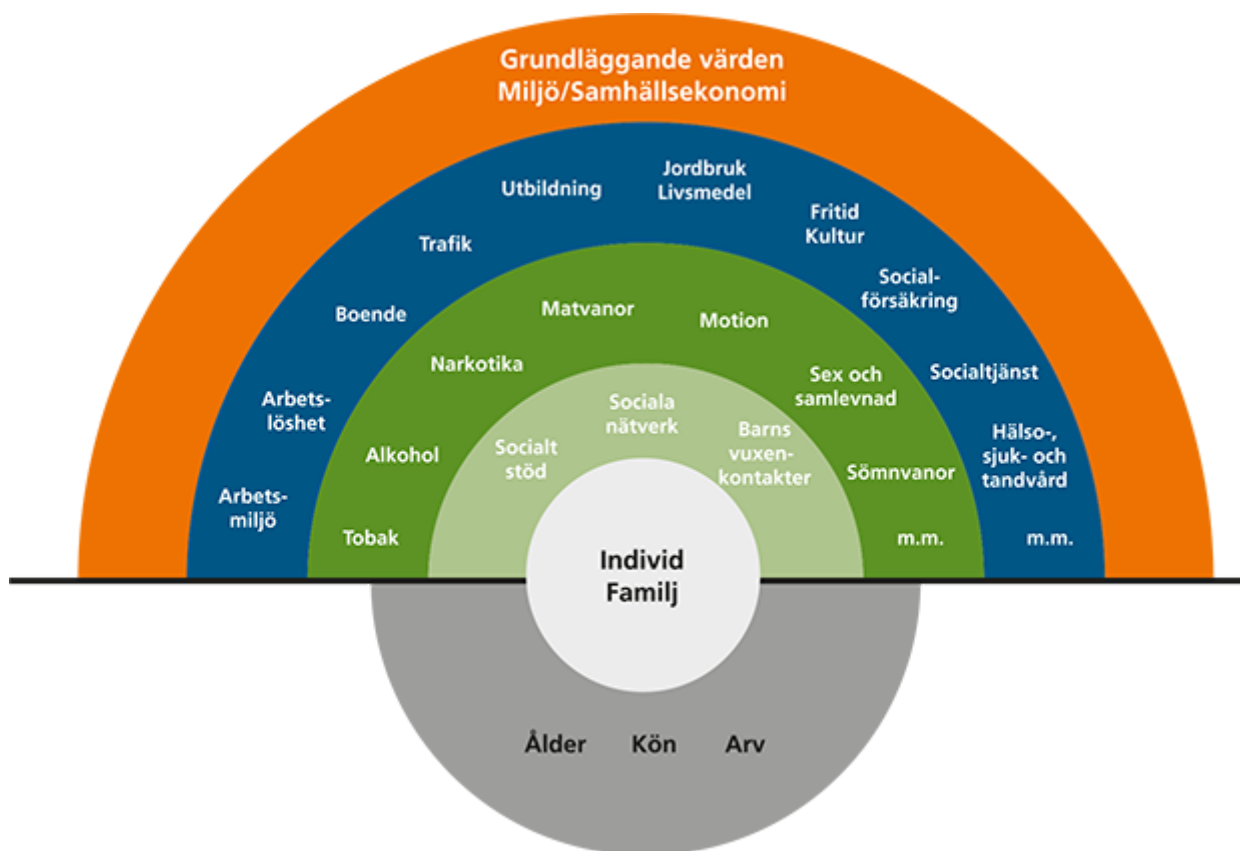 Grundläggande värden
Miljö/Samhällsekonomi
Arbets-
miljö
Arbets-
löshet
Boende
Trafik
Utbildning
Jordbruk
Livsmedel
Fritid
Kultur
Social-
försäkring
Socialtjänst
Hälso-,
sjuk- och
tandvård
m.m.
Tobak
Alkohol
Narkotika
Matvanor
Motion
Sex och
samlevnad
Sömnvanor
m.m.
Socialt
stöd
Sociala
nätverk
Barns
vuxen-
kontakter
Individ
Familj
Ålder Kön Arv